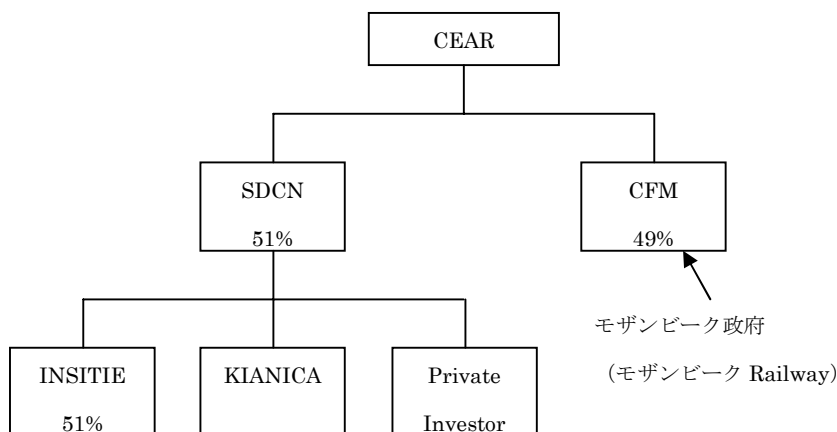 CEAR
SDCN
51%
CFM
49%
モザンビーク政府
（モザンビーク Railway）
INSITIE
51%
KIANICA
Private
Investor